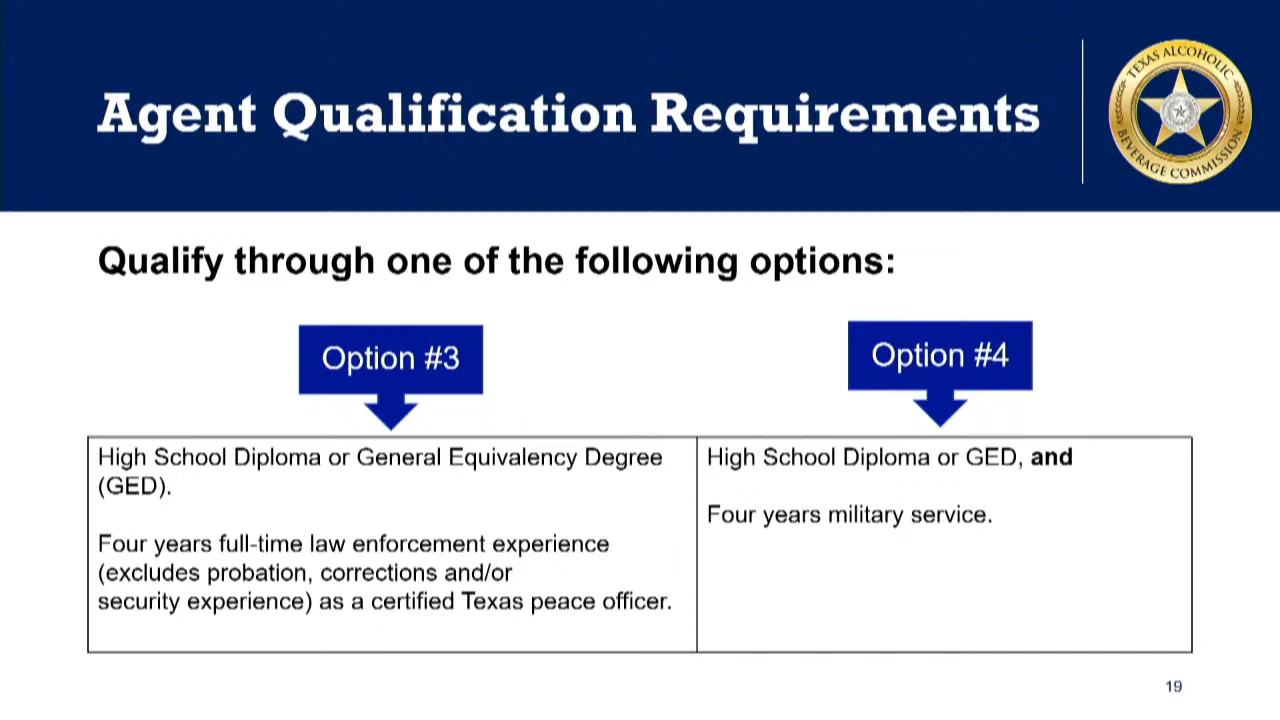 Agent Qualification Requirements
TEXAS ALCOHOLIC
BEVERAGE COMMISSION
Qualify through one of the following options:
Option #3
Option #4
High School Diploma or General Equivalency Degree
(GED).
Four years full-time law enforcement experience
(excludes probation, corrections and/or
security experience) as a certified Texas peace officer.
High School Diploma or GED, and
Four years military service.
19